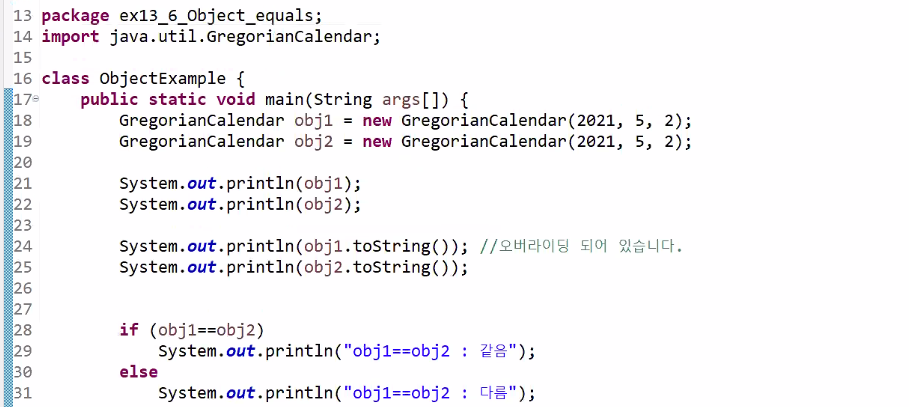 13 package ex13_6_Object_equals;
14 import java.util.GregorianCalendar;
15
16 class ObjectExample {
17 public static void main(String args[]) {
18 GregorianCalendar obj1 = new GregorianCalendar(2021, 5, 2);
19 GregorianCalendar obj2 = new GregorianCalendar(2021, 5, 2);
20
21 System.out.println(obj1);
22 System.out.println(obj2);
23
24 System.out.println(obj1.toString()); //오버라이딩 되어 있습니다.
25 System.out.println(obj2.toString());
26
27
28 if (obj1==obj2)
29 System.out.println("obj1==obj2 : 같음");
30 else
31 System.out.println("obj1==obj2 : 다름");